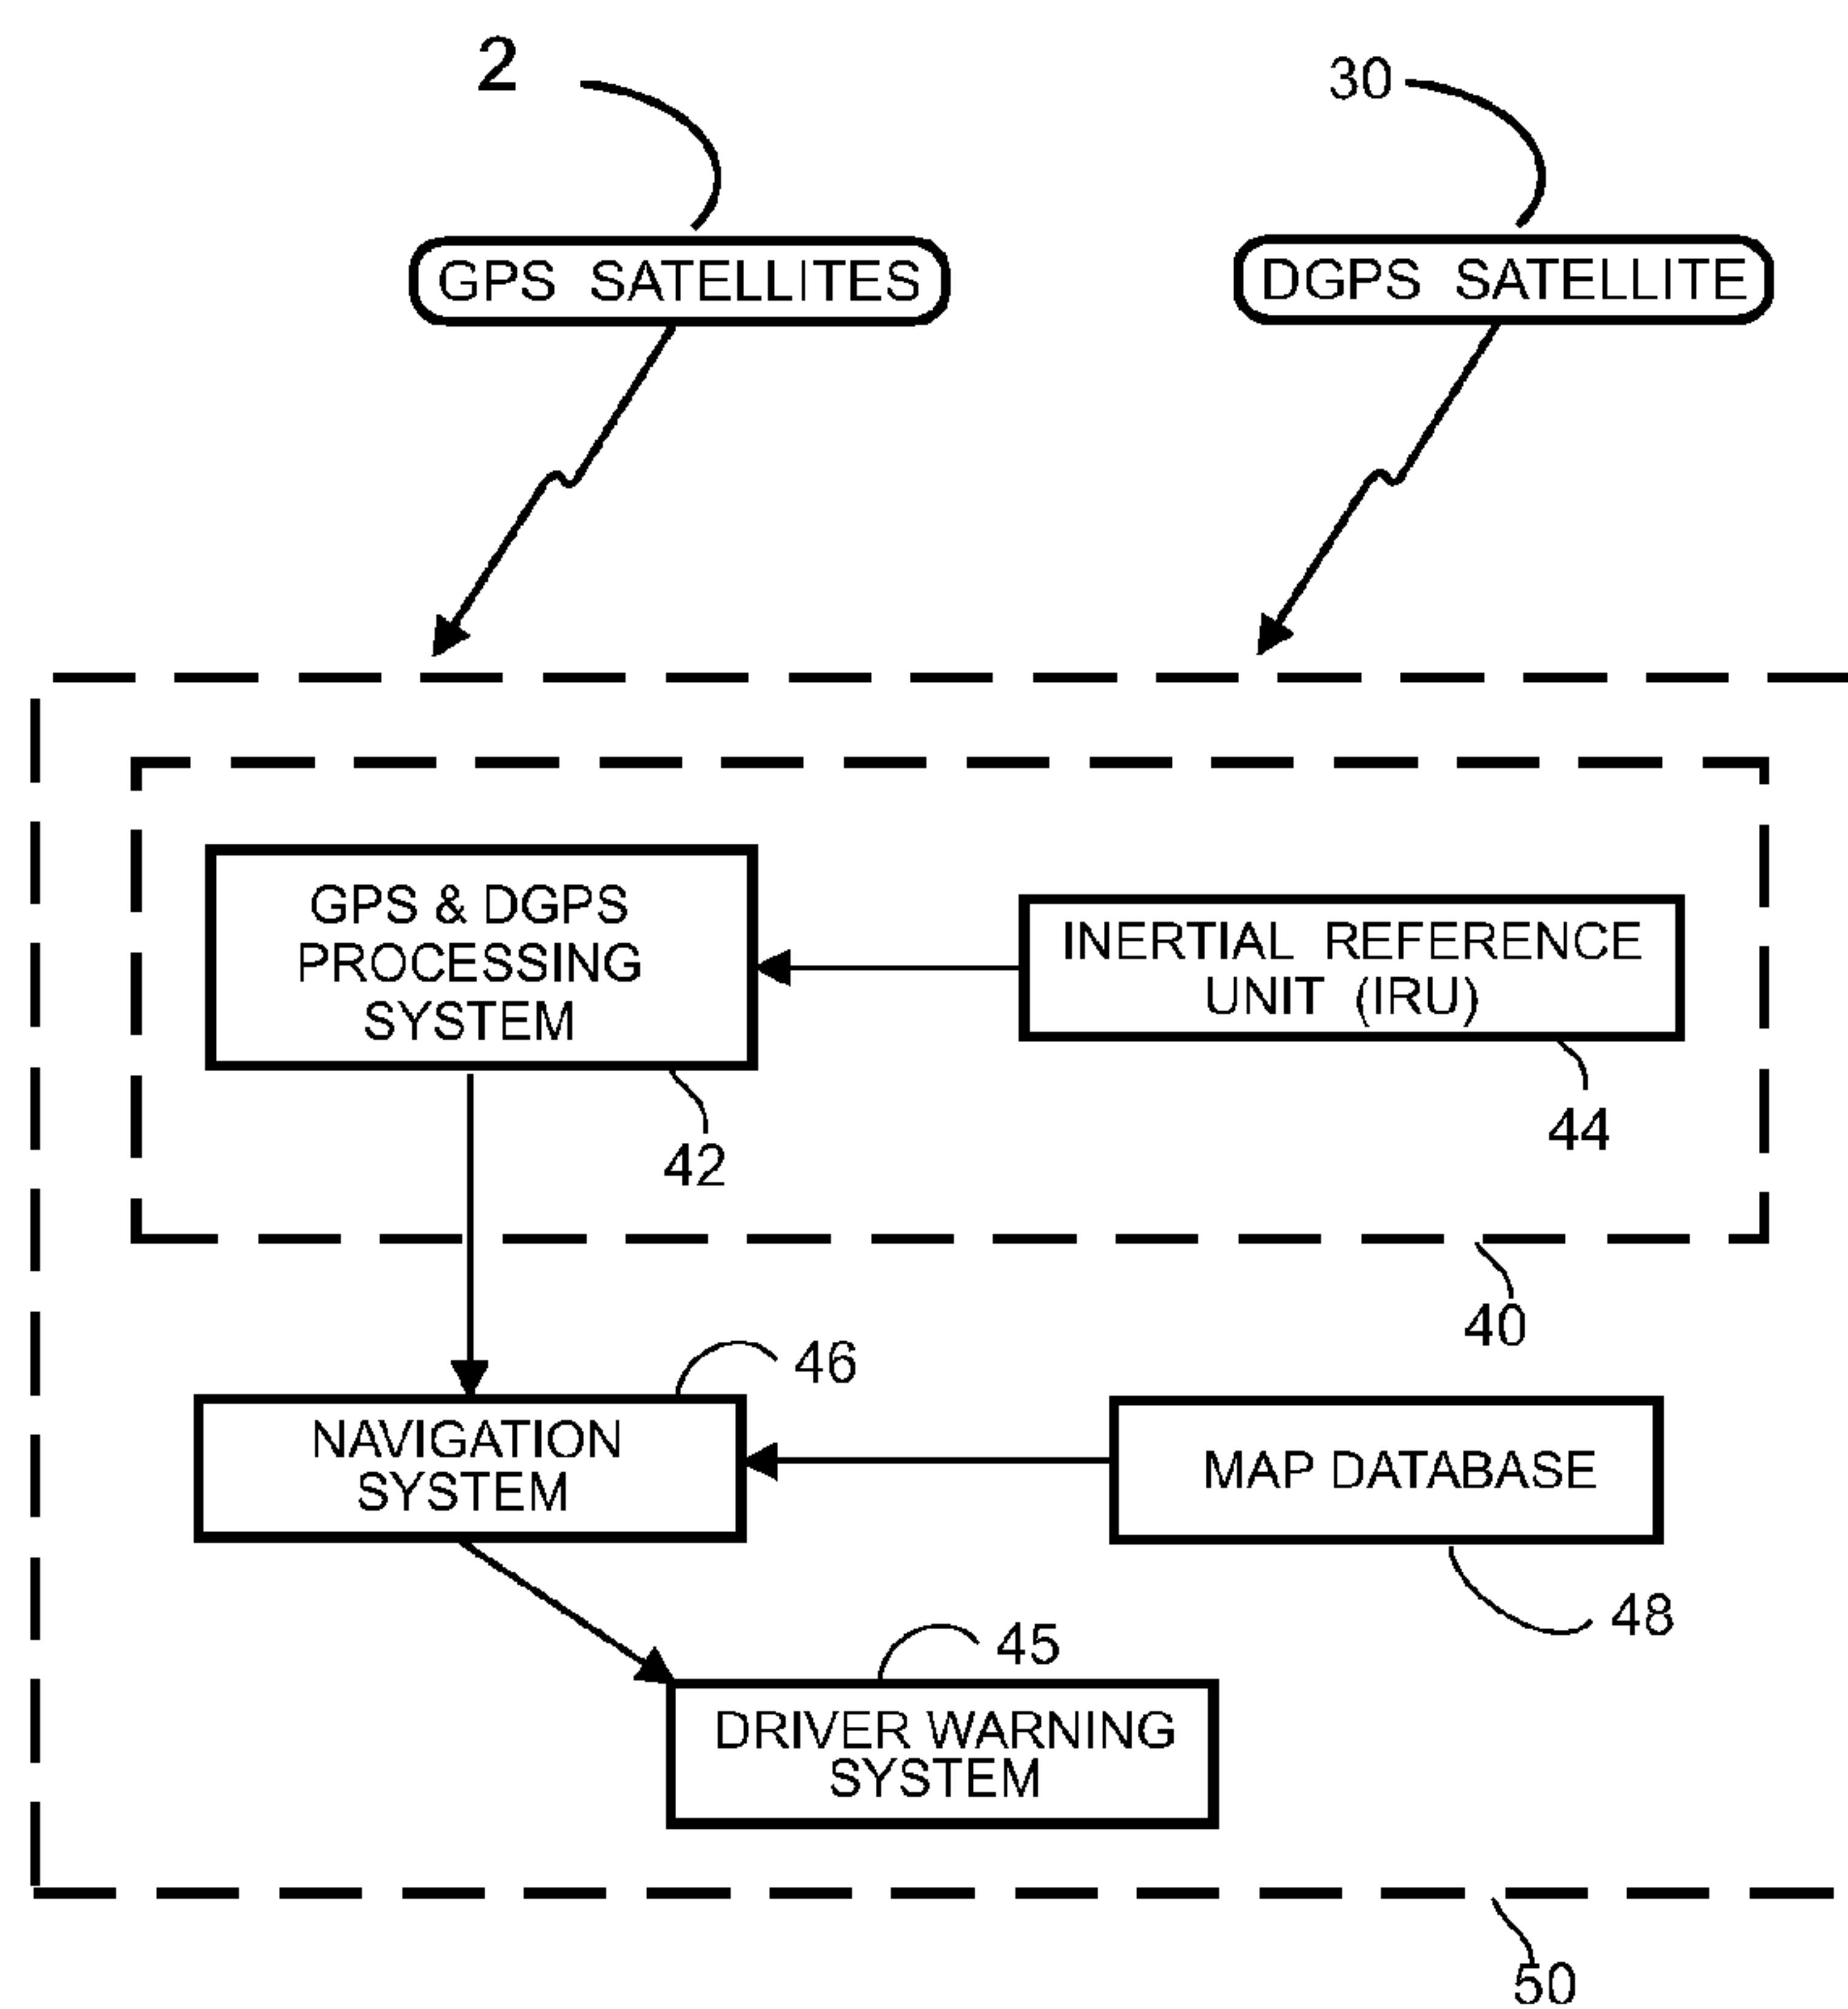 2
30
GPS SATELLITES
DGPS SATELLITE
GPS & DGPS
PROCESSING
SYSTEM
INERTIAL REFERENCE
UNIT (IRU)
42
44
40
46
NAVIGATION
SYSTEM
MAP DATABASE
48
45
DRIVER WARNING
SYSTEM
50